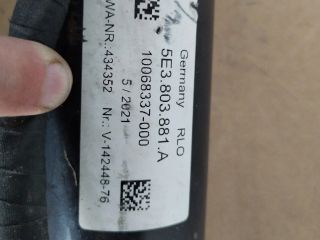 Germany RLO
5E3.803.881.A
10068337-000
5 / 2021
WA-NR.:434352 Nr.: V-142448-76